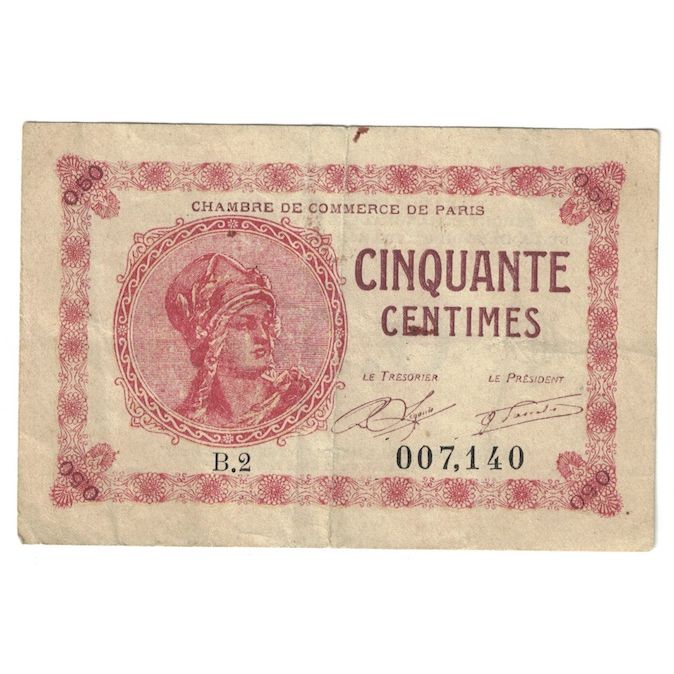 0,50 0,50
CHAMBRE DE COMMERCE DE PARIS
CINQUANTE
CENTIMES
LE TRÉSORIER LE PRÉSIDENT
B.2 007,140
0,50 0,50